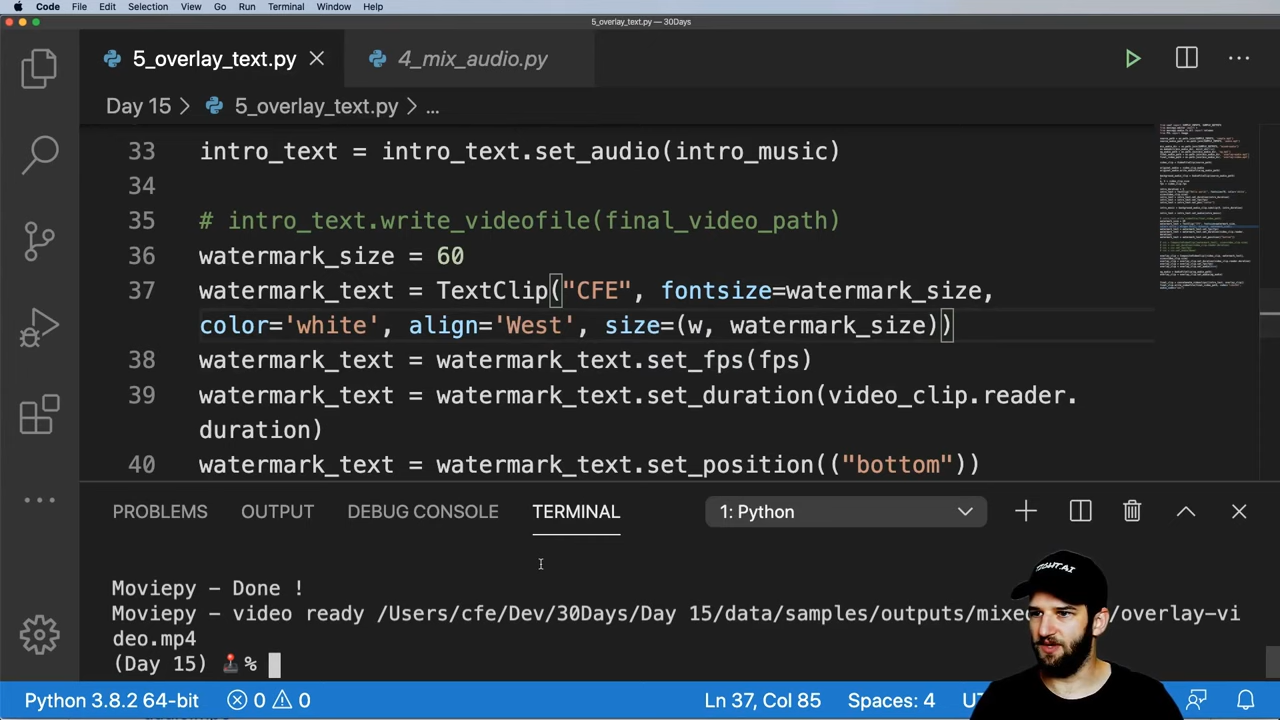 Code File Edit Selection View Go Run Terminal Window Help
5_overlay_text.py — 30Days
5_overlay_text.py
4_mix_audio.py
Day 15 > 5_overlay_text.py > ...
33 intro_text = intro_text.set_audio(intro_music)
34
35 # intro_text.write_videofile(final_video_path)
36 watermark_size = 60
37 watermark_text = TextClip("CFE", fontsize=watermark_size,
color='white', align='West', size=(w, watermark_size))
38 watermark_text = watermark_text.set_fps(fps)
39 watermark_text = watermark_text.set_duration(video_clip.reader.
duration)
40 watermark_text = watermark_text.set_position(("bottom"))
PROBLEMS OUTPUT DEBUG CONSOLE TERMINAL 1: Python
Moviepy - Done !
Moviepy - video ready /Users/cfe/Dev/30Days/Day 15/data/samples/outputs/mixed /overlay-vi
deo.mp4
(Day 15) %
Python 3.8.2 64-bit 0 0 Ln 37, Col 85 Spaces: 4